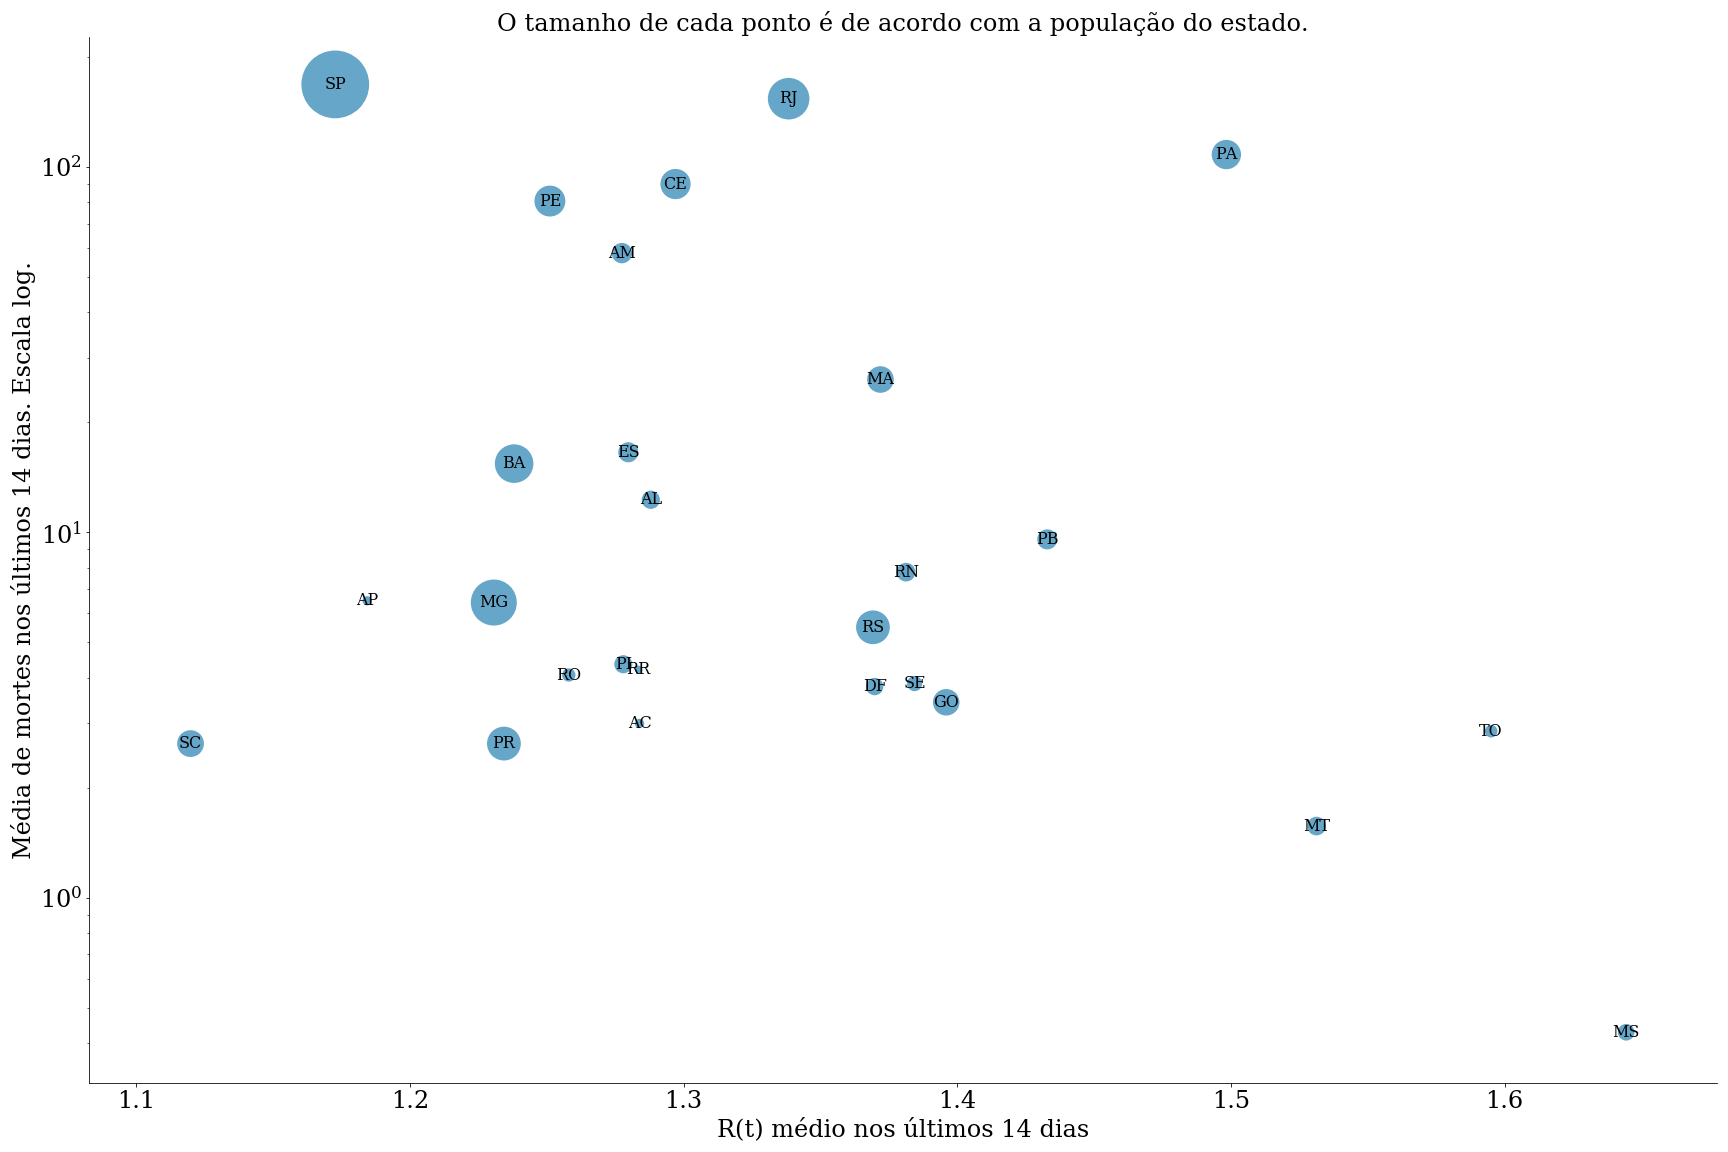 O tamanho de cada ponto é de acordo com a população do estado.
Média de mortes nos últimos 14 dias. Escala log.
10²
10¹
10⁰
SP
RJ
PA
CE
PE
AM
MA
ES
BA
AL
PB
RN
AP
MG
RS
PI
RR
RO
DF
SE
GO
AC
TO
SC
PR
MT
MS
1.1 1.2 1.3 1.4 1.5 1.6
R(t) médio nos últimos 14 dias